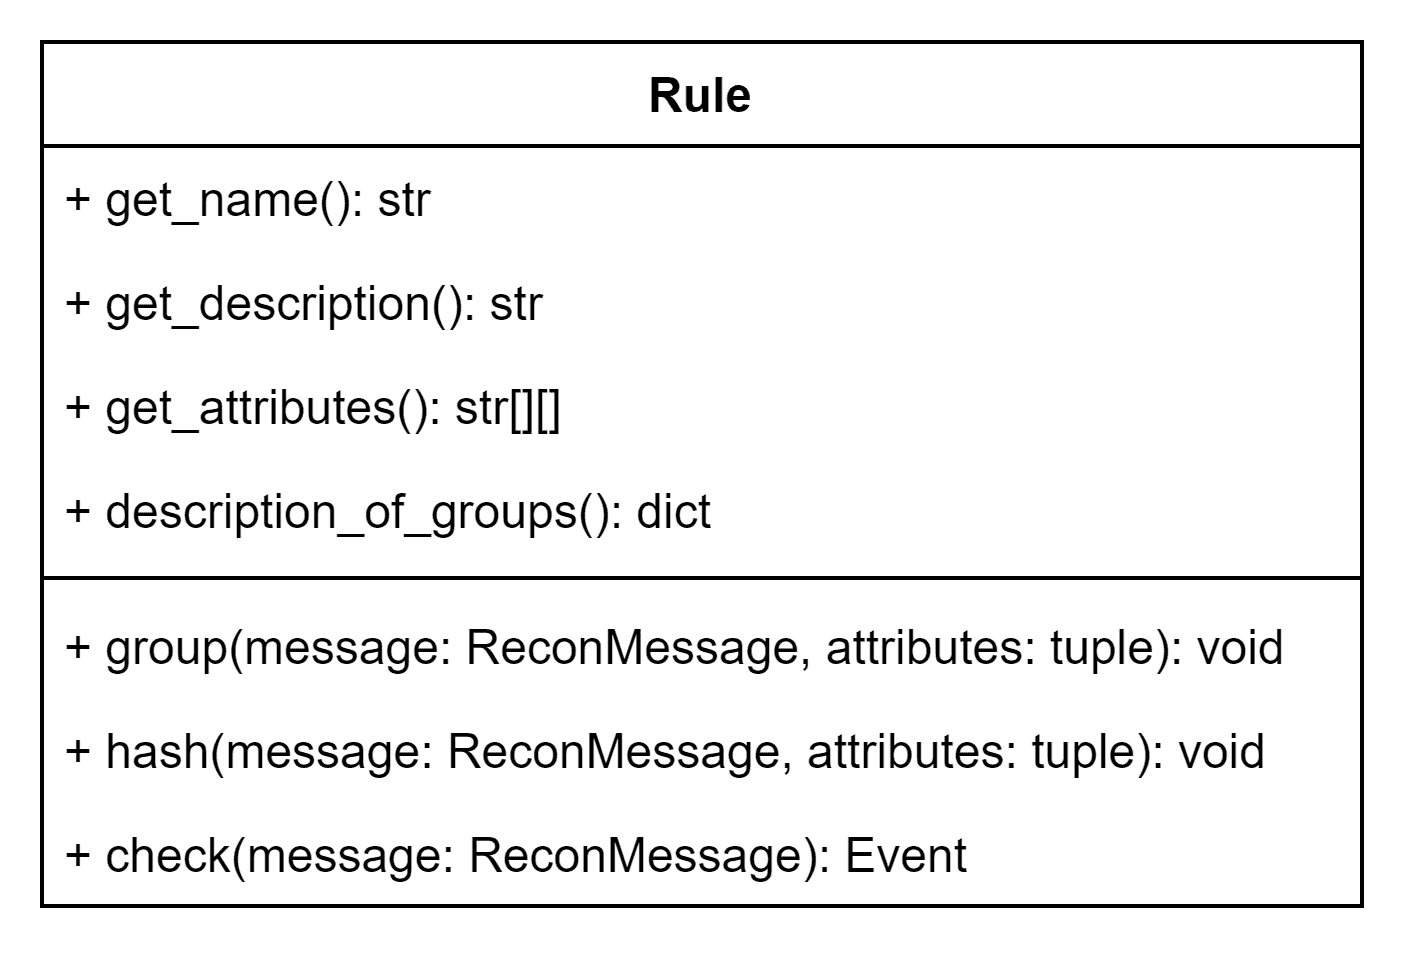 Rule
+ get_name(): str
+ get_description(): str
+ get_attributes(): str[][]
+ description_of_groups(): dict
+ group(message: ReconMessage, attributes: tuple): void
+ hash(message: ReconMessage, attributes: tuple): void
+ check(message: ReconMessage): Event